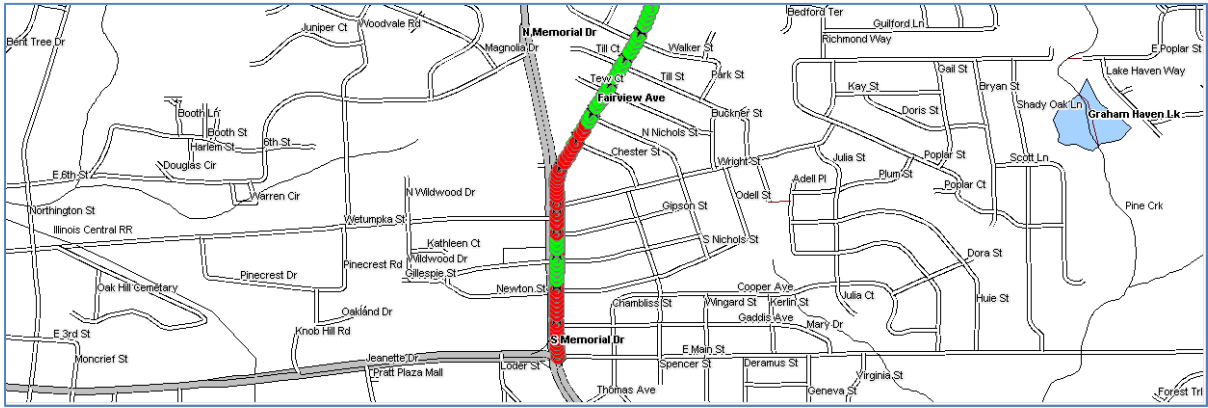 Bent Tree Dr
Juniper Ct
Woodvale Rd
Magnolia Dr
N Memorial Dr
Till Ct
Walker St
Tevy Ct
Till St
Park St
Fairview Ave
Buckner St
Bedford Ter
Guilford Ln
Richmond Way
Gail St
Kay St
Bryan St
Doris St
E Poplar St
Lake Haven Way
Shady Oak Ln
Graham Haven Lk
Booth Ln
Booth St
Harlem St
6th St
Douglas Cir
E 6th St
Warren Cir
N Nichols St
Chester St
Wright St
Julia St
Poplar St
Scott Ln
Adell Pl
Plum St
Poplar Ct
Odell St
N Wildwood Dr
Northington St
Wetumpka St
Gipson St
Pine Crk
Illinois Central RR
Kathleen Ct
S Nichols St
Wildwood Dr
Pinecrest Rd
Gillespie St
Pinecrest Dr
Dora St
Oak Hill Cemetary
Newton St
Cooper Ave
Julia Ct
Huie St
Chambliss St
Wingard St
Kerlin St
Oakland Dr
Gaddis Ave
Mary Dr
Knob Hill Rd
E 3rd St
S Memorial Dr
E Main St
Moncrief St
Jeanette Dr
Loder St
Spencer St
Deramus St
Pratt Plaza Mall
Virginia St
Thomas Ave
Geneva St
Forest Trl